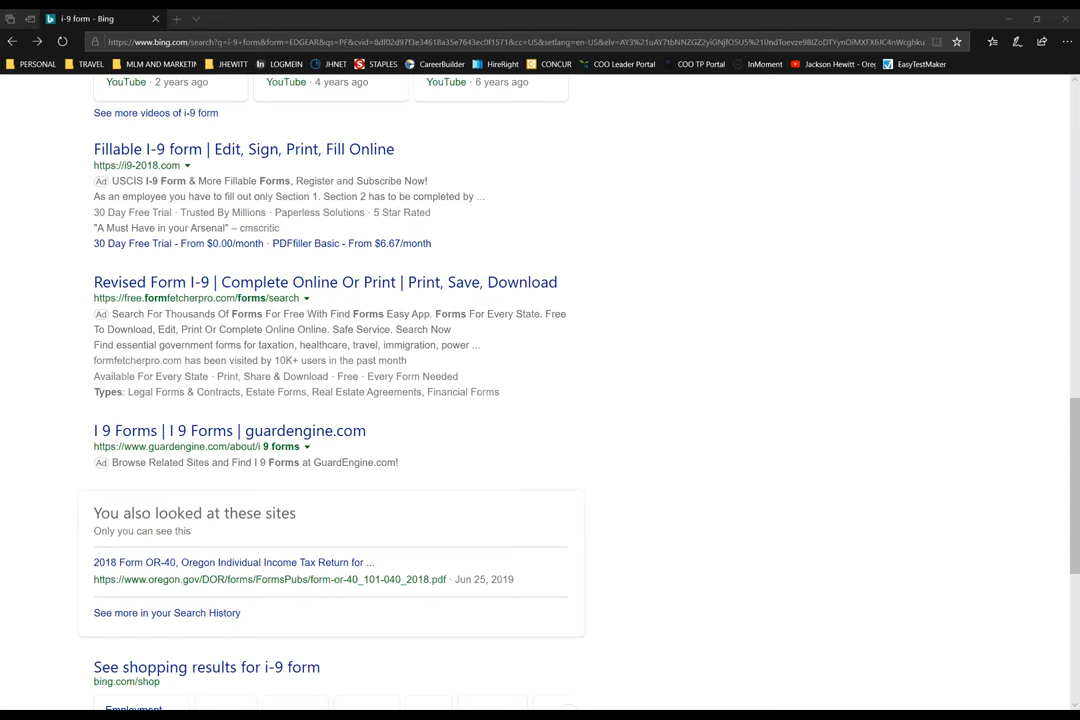 i-9 form - Bing
https://www.bing.com/search?q=i-9+form&form=EDGEAR&qs=PF&cvid=8df02d97f3e34618a35e7643ec0f1571&cc=US&setlang=en-US&elv=
PERSONAL TRAVEL MLM AND MARKETIN JHEWITT LOGMEIN JHNET STAPLES CareerBuilder COO Leader Portal HireRight CONCUR COO TP Portal InMoment Jackson Hewitt - Oreg EasyTestMaker
YouTube · 2 years ago YouTube · 4 years ago YouTube · 6 years ago
See more videos of i-9 form
Fillable I-9 form | Edit, Sign, Print, Fill Online
https://i9-2018.com
Ad USCIS I-9 Form & More Fillable Forms, Register and Subscribe Now!
As an employee you have to fill out only Section 1. Section 2 has to be completed by ...
30 Day Free Trial · Trusted By Millions · Paperless Solutions · 5 Star Rated
"A Must Have in your Arsenal" – cmscritic
30 Day Free Trial - From $0.00/month · PDFfiller Basic - From $6.67/month
Revised Form I-9 | Complete Online Or Print | Print, Save, Download
https://free.formfetcherpro.com/forms/search
Ad Search For Thousands Of Forms For Free With Find Forms Easy App. Forms For Every State. Free
To Download, Edit, Print Or Complete Online Online. Safe Service. Search Now
Find essential government forms for taxation, healthcare, travel, immigration, power ...
formfetcherpro.com has been visited by 10K+ users in the past month
Available For Every State · Print, Share & Download · Free · Every Form Needed
Types: Legal Forms & Contracts, Estate Forms, Real Estate Agreements, Financial Forms
I 9 Forms | I 9 Forms | guardengine.com
https://www.guardengine.com/about/i 9 forms
Ad Browse Related Sites and Find I 9 Forms at GuardEngine.com!
You also looked at these sites
Only you can see this
2018 Form OR-40, Oregon Individual Income Tax Return for ...
https://www.oregon.gov/DOR/forms/FormsPubs/form-or-40_101-040_2018.pdf · Jun 25, 2019
See more in your Search History
See shopping results for i-9 form
bing.com/shop
Employment